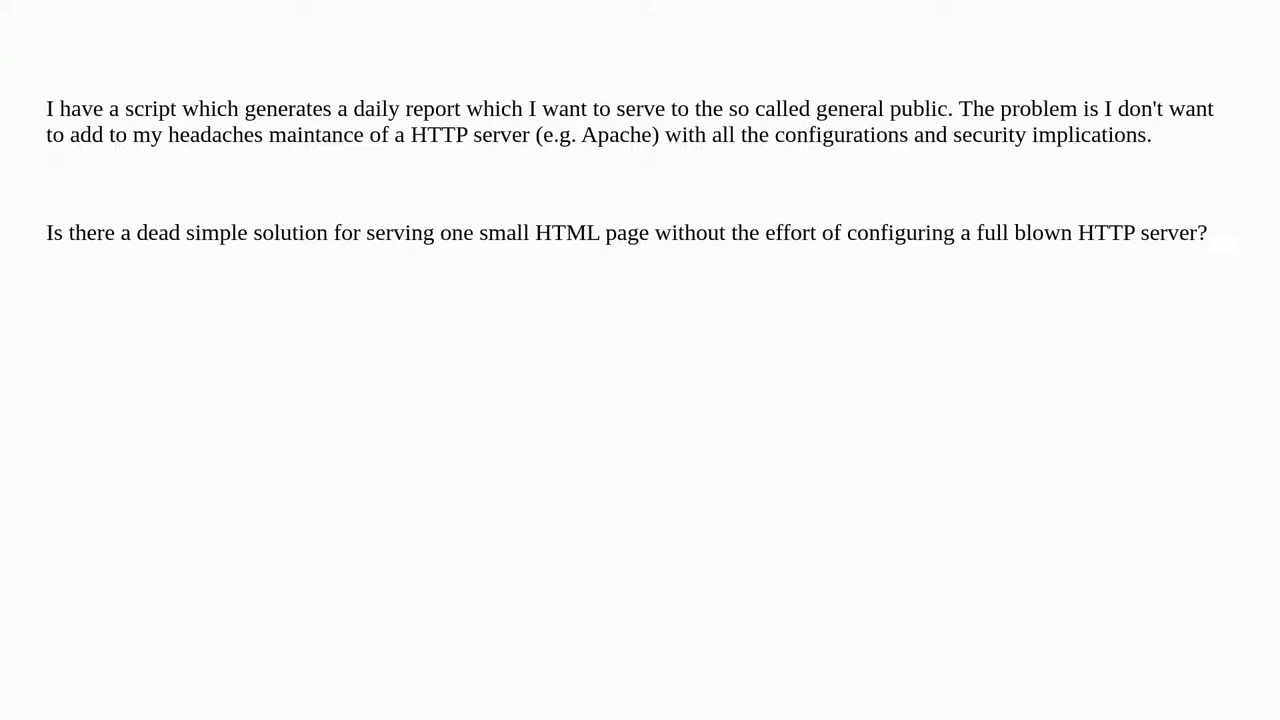 I have a script which generates a daily report which I want to serve to the so called general public. The problem is I don't want
to add to my headaches maintance of a HTTP server (e.g. Apache) with all the configurations and security implications.
Is there a dead simple solution for serving one small HTML page without the effort of configuring a full blown HTTP server?